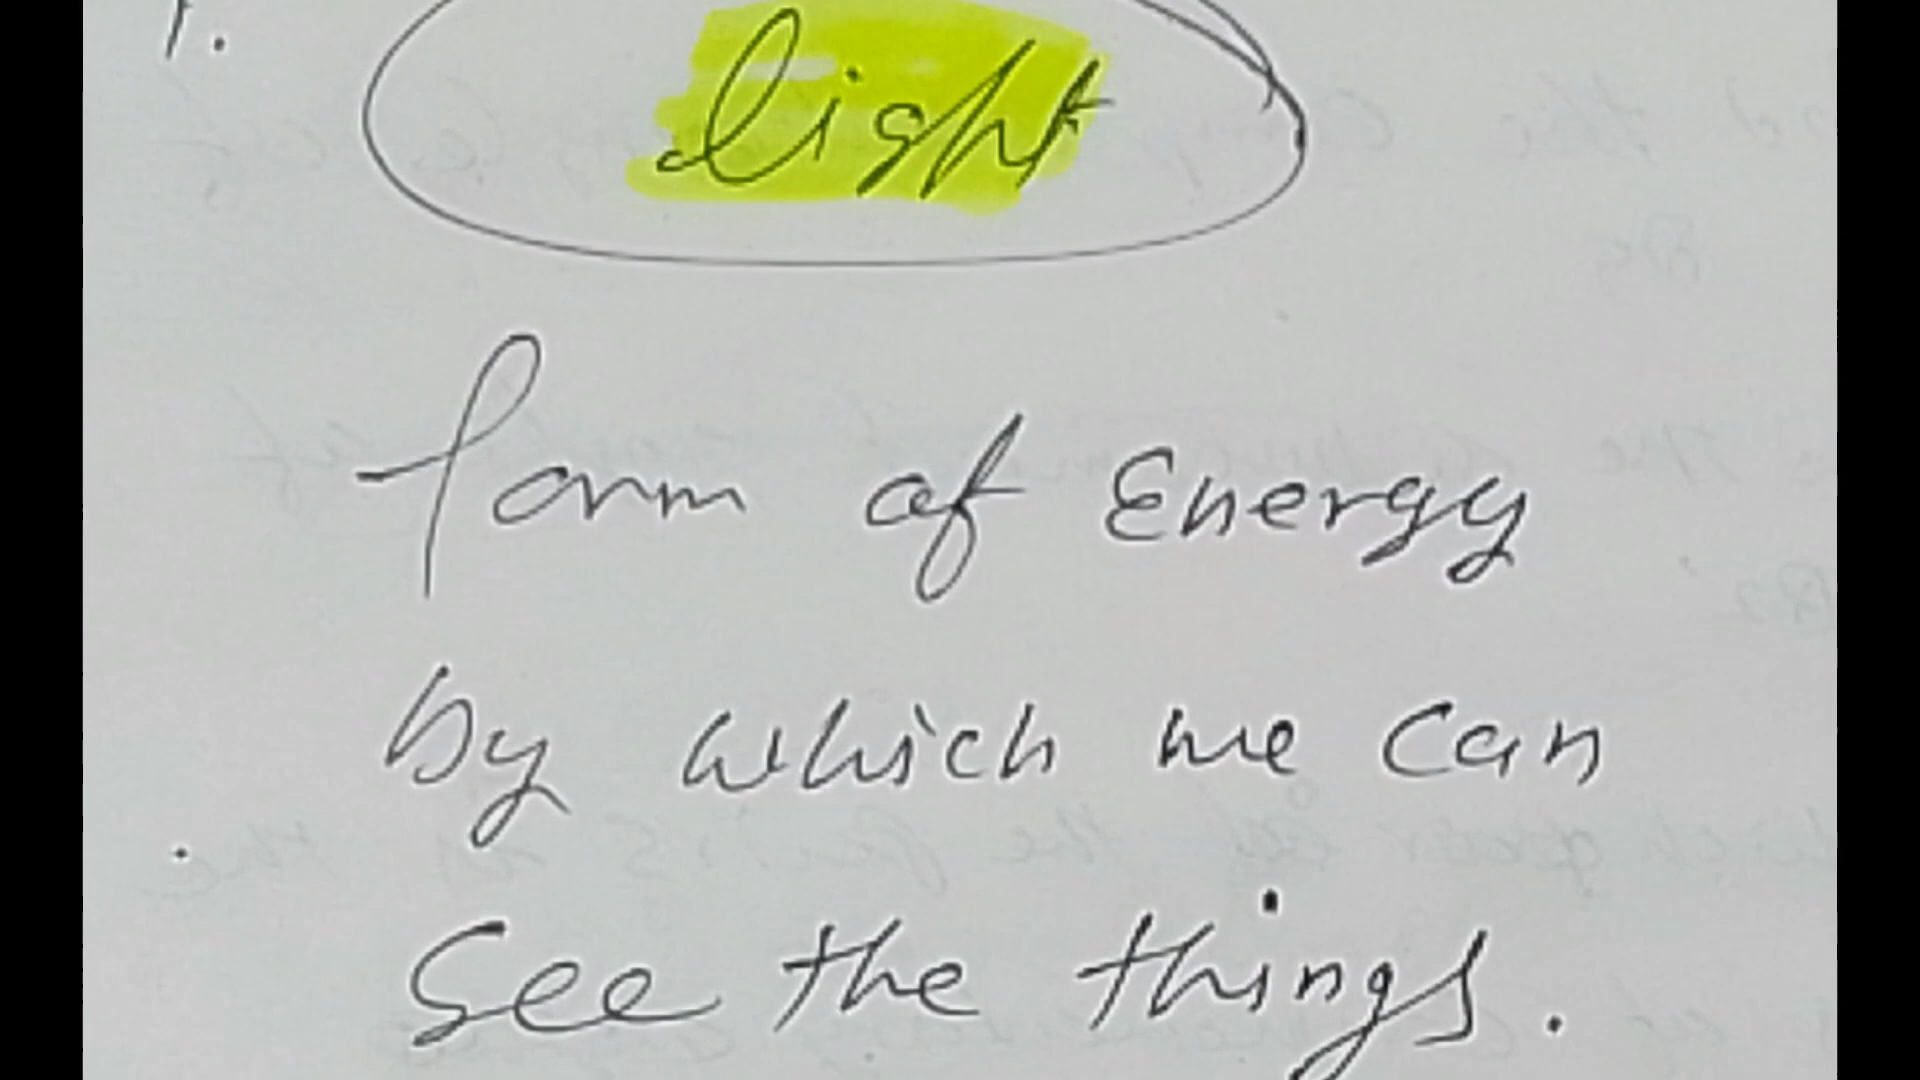 1.
light
form of Energy
by which we can
See the things.